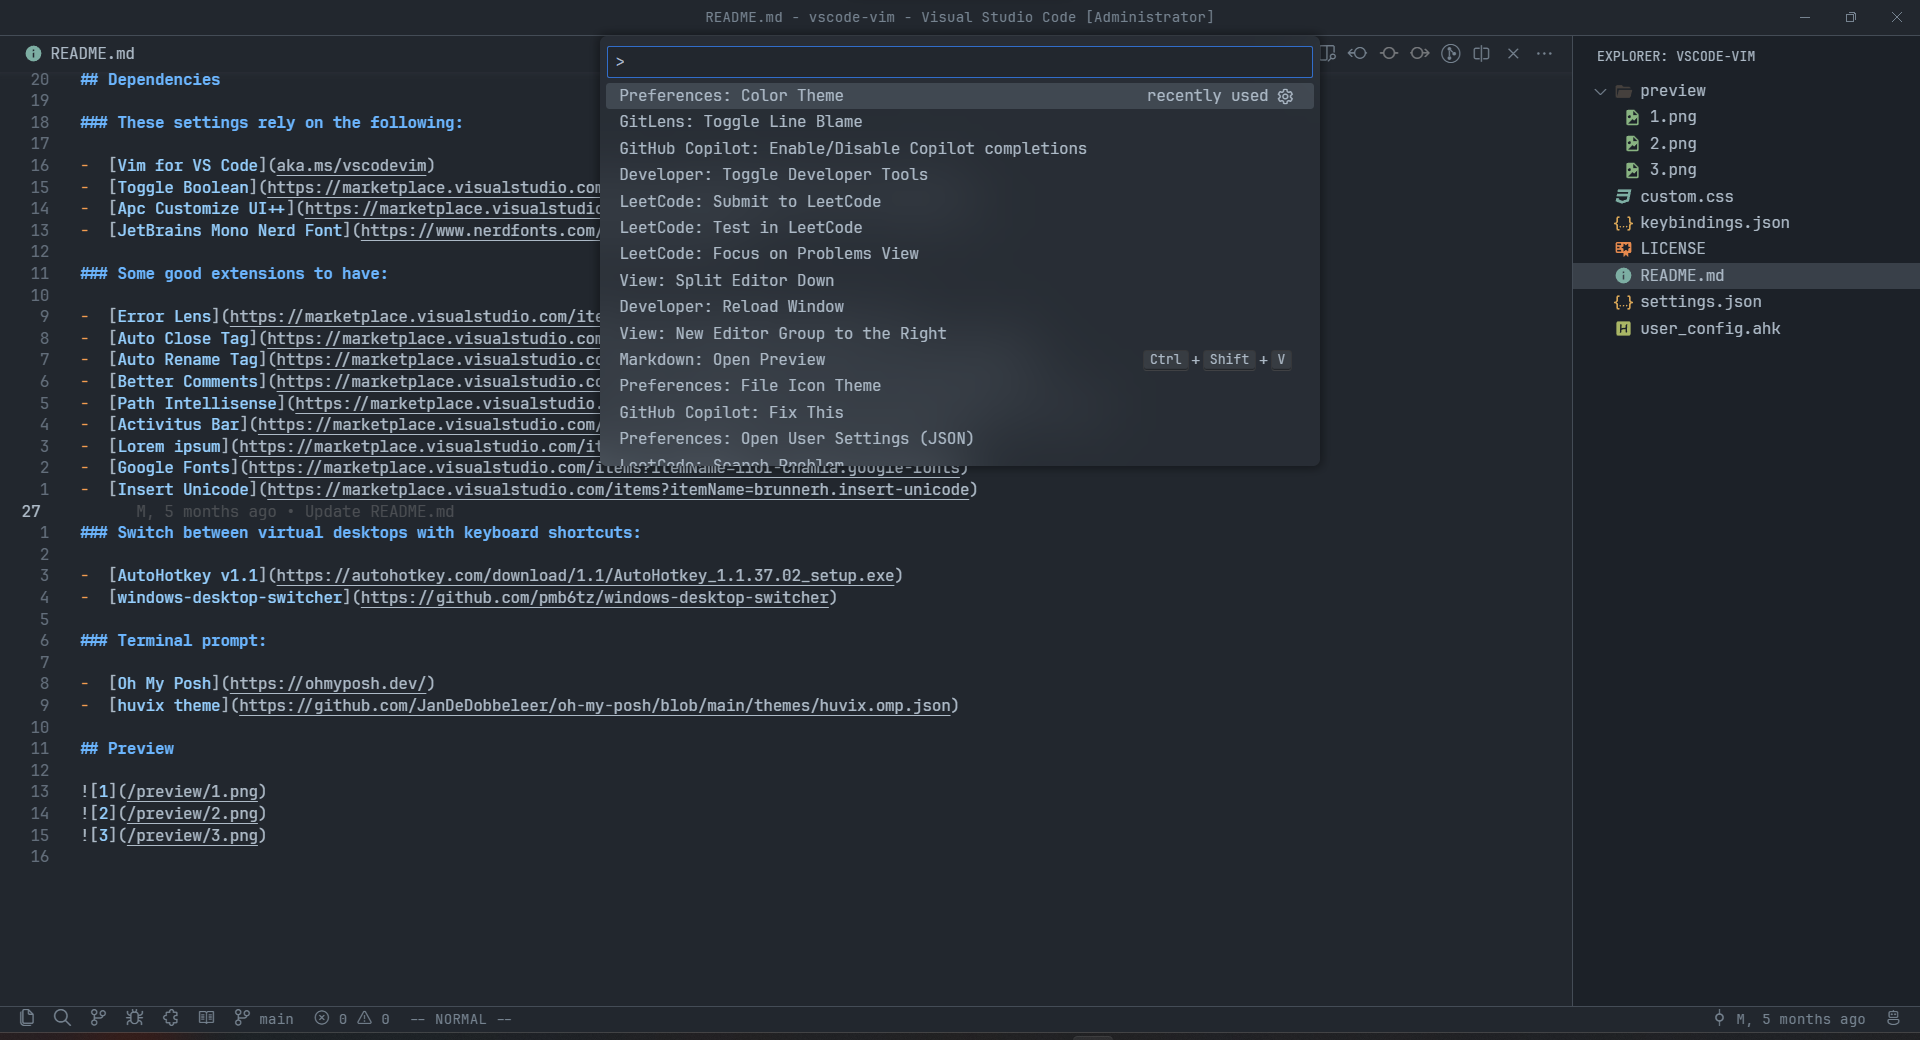 README.md - vscode-vim - Visual Studio Code [Administrator]
README.md
20 ## Dependencies
19
18 ### These settings rely on the following:
17
16 - [Vim for VS Code](aka.ms/vscodevim)
15 - [Toggle Boolean](https://marketplace.visualstudio.com
14 - [Apc Customize UI++](https://marketplace.visualstudio
13 - [JetBrains Mono Nerd Font](https://www.nerdfonts.com/
12
11 ### Some good extensions to have:
10
9 - [Error Lens](https://marketplace.visualstudio.com/ite
8 - [Auto Close Tag](https://marketplace.visualstudio.com
7 - [Auto Rename Tag](https://marketplace.visualstudio.co
6 - [Better Comments](https://marketplace.visualstudio.co
5 - [Path Intellisense](https://marketplace.visualstudio.
4 - [Activitus Bar](https://marketplace.visualstudio.com/
3 - [Lorem ipsum](https://marketplace.visualstudio.com/it
2 - [Google Fonts](https://marketplace.visualstudio.com/items?itemName=
1 - [Insert Unicode](https://marketplace.visualstudio.com/items?itemName=brunnerh.insert-unicode)
27 M, 5 months ago • Update README.md
1 ### Switch between virtual desktops with keyboard shortcuts:
2
3 - [AutoHotkey v1.1](https://autohotkey.com/download/1.1/AutoHotkey_1.1.37.02_setup.exe)
4 - [windows-desktop-switcher](https://github.com/pmb6tz/windows-desktop-switcher)
5
6 ### Terminal prompt:
7
8 - [Oh My Posh](https://ohmyposh.dev/)
9 - [huvix theme](https://github.com/JanDeDobbeleer/oh-my-posh/blob/main/themes/huvix.omp.json)
10
11 ## Preview
12
13 ![1](/preview/1.png)
14 ![2](/preview/2.png)
15 ![3](/preview/3.png)
16
>
Preferences: Color Theme recently used
GitLens: Toggle Line Blame
GitHub Copilot: Enable/Disable Copilot completions
Developer: Toggle Developer Tools
LeetCode: Submit to LeetCode
LeetCode: Test in LeetCode
LeetCode: Focus on Problems View
View: Split Editor Down
Developer: Reload Window
View: New Editor Group to the Right
Markdown: Open Preview Ctrl + Shift + V
Preferences: File Icon Theme
GitHub Copilot: Fix This
Preferences: Open User Settings (JSON)
LeetCode: Search Problem
EXPLORER: VSCODE-VIM
preview
1.png
2.png
3.png
custom.css
keybindings.json
LICENSE
README.md
settings.json
user_config.ahk
main 0 0 -- NORMAL --
M, 5 months ago